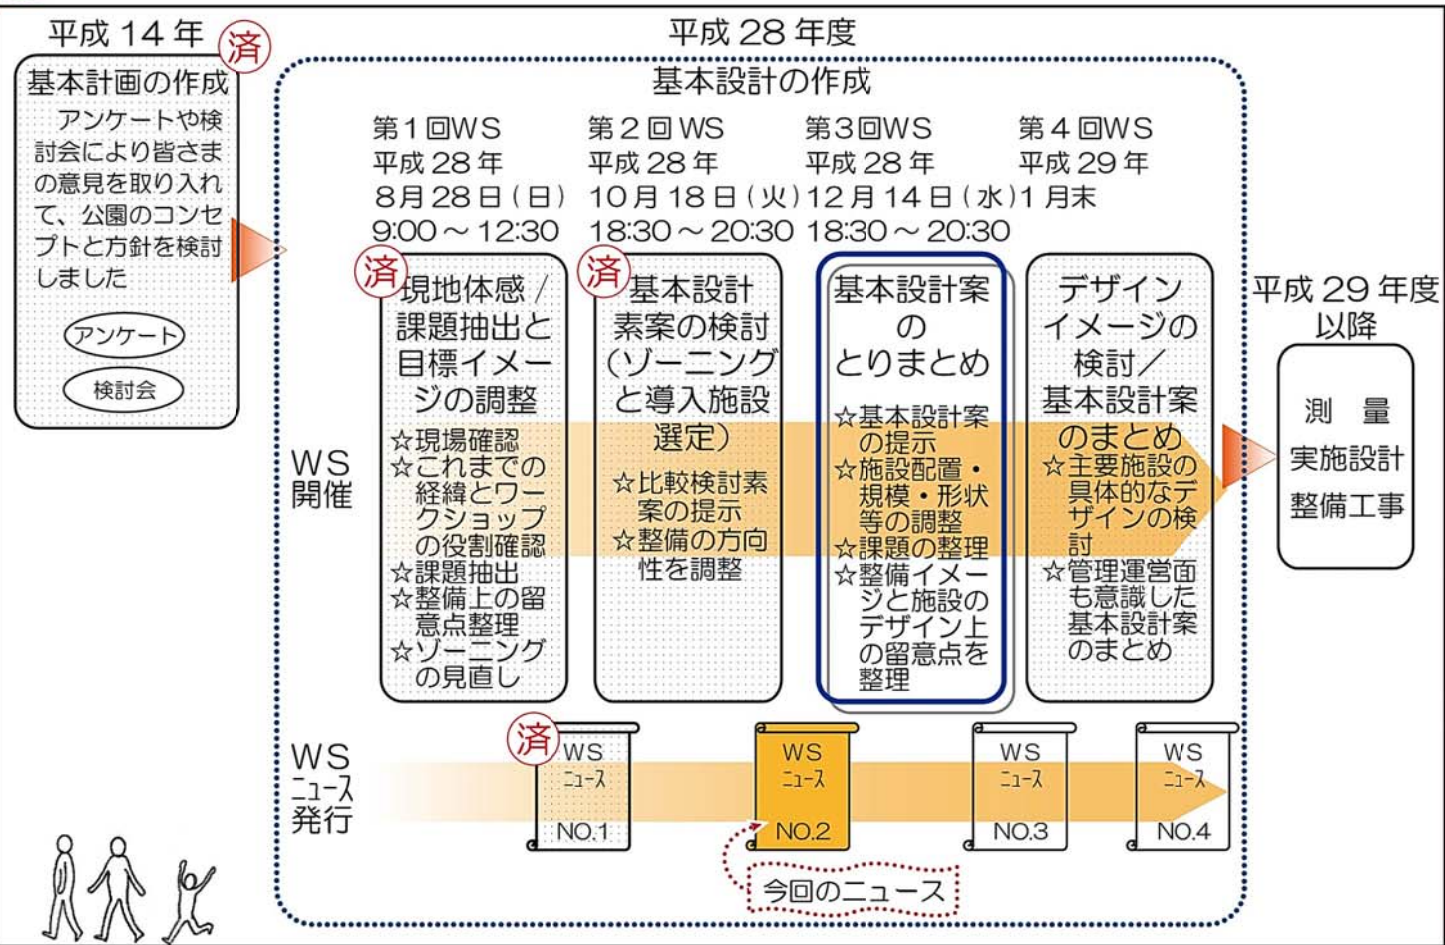 平成 14 年
済
基本計画の作成
アンケートや検
討会により皆さま
の意見を取り入れ
て、公園のコンセ
プトと方針を検討
しました
アンケート
検討会
平成 28 年度
基本設計の作成
第1回WS
平成 28 年
8月28日(日)
9:00～12:30
第2回WS
平成 28 年
10月18日(火)
18:30～20:30
第3回WS
平成 28 年
12月14日(水)
18:30～20:30
第4回WS
平成 29 年
1月末
WS
開催
済
現地体感/
課題抽出と
目標イメー
ジの調整
☆現場確認
☆これまでの
経緯とワー
クショップ
の役割確認
☆課題抽出
☆整備上の留
意点整理
☆ゾーニング
の見直し
済
基本設計
素案の検討
(ゾーニング
と導入施設
選定)
☆比較検討素
案の提示
☆整備の方向
性を調整
基本設計案
の
とりまとめ
☆基本設計案
の提示
☆施設配置・
規模・形状
等の調整
☆課題の整理
☆整備イメー
ジと施設の
デザイン上
の留意点を
整理
デザイン
イメージの
検討/
基本設計案
のまとめ
☆主要施設の
具体的なデ
ザインの検
討
☆管理運営面
も意識した
基本設計案
のまとめ
平成 29 年度
以降
測 量
実施設計
整備工事
WS
ニュース
発行
済
WS
ニュース
NO.1
WS
ニュース
NO.2
WS
ニュース
NO.3
WS
ニュース
NO.4
今回のニュース